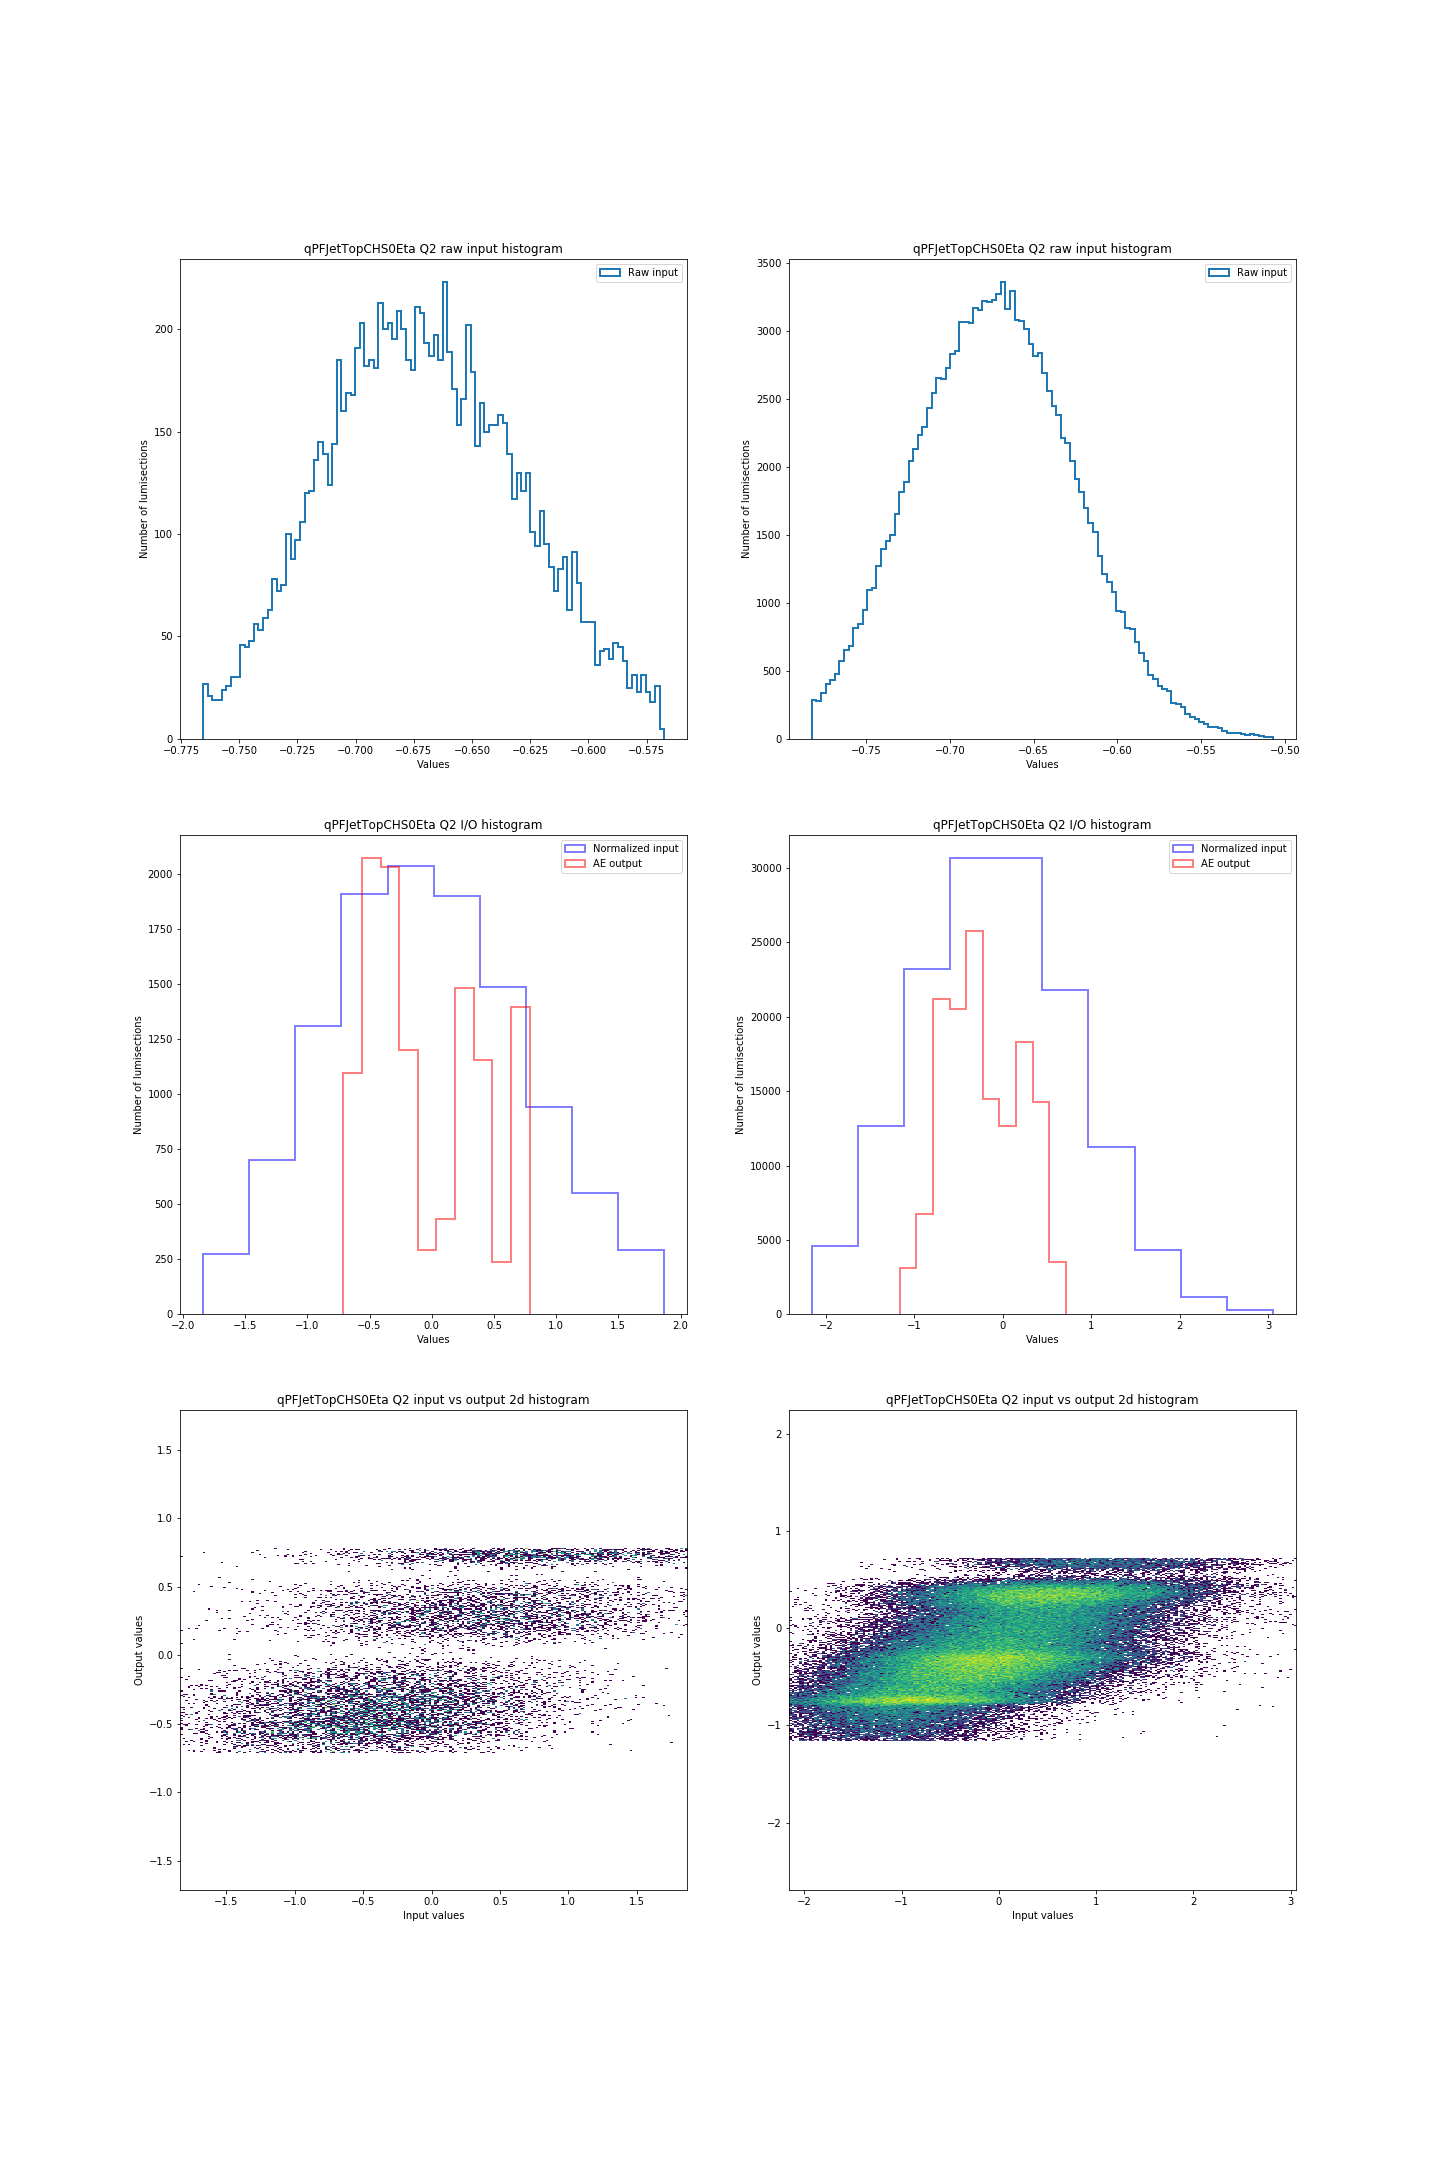 qPFJetTopCHS0Eta Q2 raw input histogram
Raw input
Number of lumisections
200
150
100
50
0
−0.775 −0.750 −0.725 −0.700 −0.675 −0.650 −0.625 −0.600 −0.575
Values
qPFJetTopCHS0Eta Q2 raw input histogram
Raw input
Number of lumisections
3500
3000
2500
2000
1500
1000
500
0
−0.75 −0.70 −0.65 −0.60 −0.55 −0.50
Values
qPFJetTopCHS0Eta Q2 I/O histogram
Normalized input
AE output
Number of lumisections
2000
1750
1500
1250
1000
750
500
250
0
−2.0 −1.5 −1.0 −0.5 0.0 0.5 1.0 1.5 2.0
Values
qPFJetTopCHS0Eta Q2 I/O histogram
Normalized input
AE output
Number of lumisections
30000
25000
20000
15000
10000
5000
0
−2 −1 0 1 2 3
Values
qPFJetTopCHS0Eta Q2 input vs output 2d histogram
Output values
1.5
1.0
0.5
0.0
−0.5
−1.0
−1.5
−1.5 −1.0 −0.5 0.0 0.5 1.0 1.5
Input values
qPFJetTopCHS0Eta Q2 input vs output 2d histogram
Output values
2
1
0
−1
−2
−2 −1 0 1 2 3
Input values